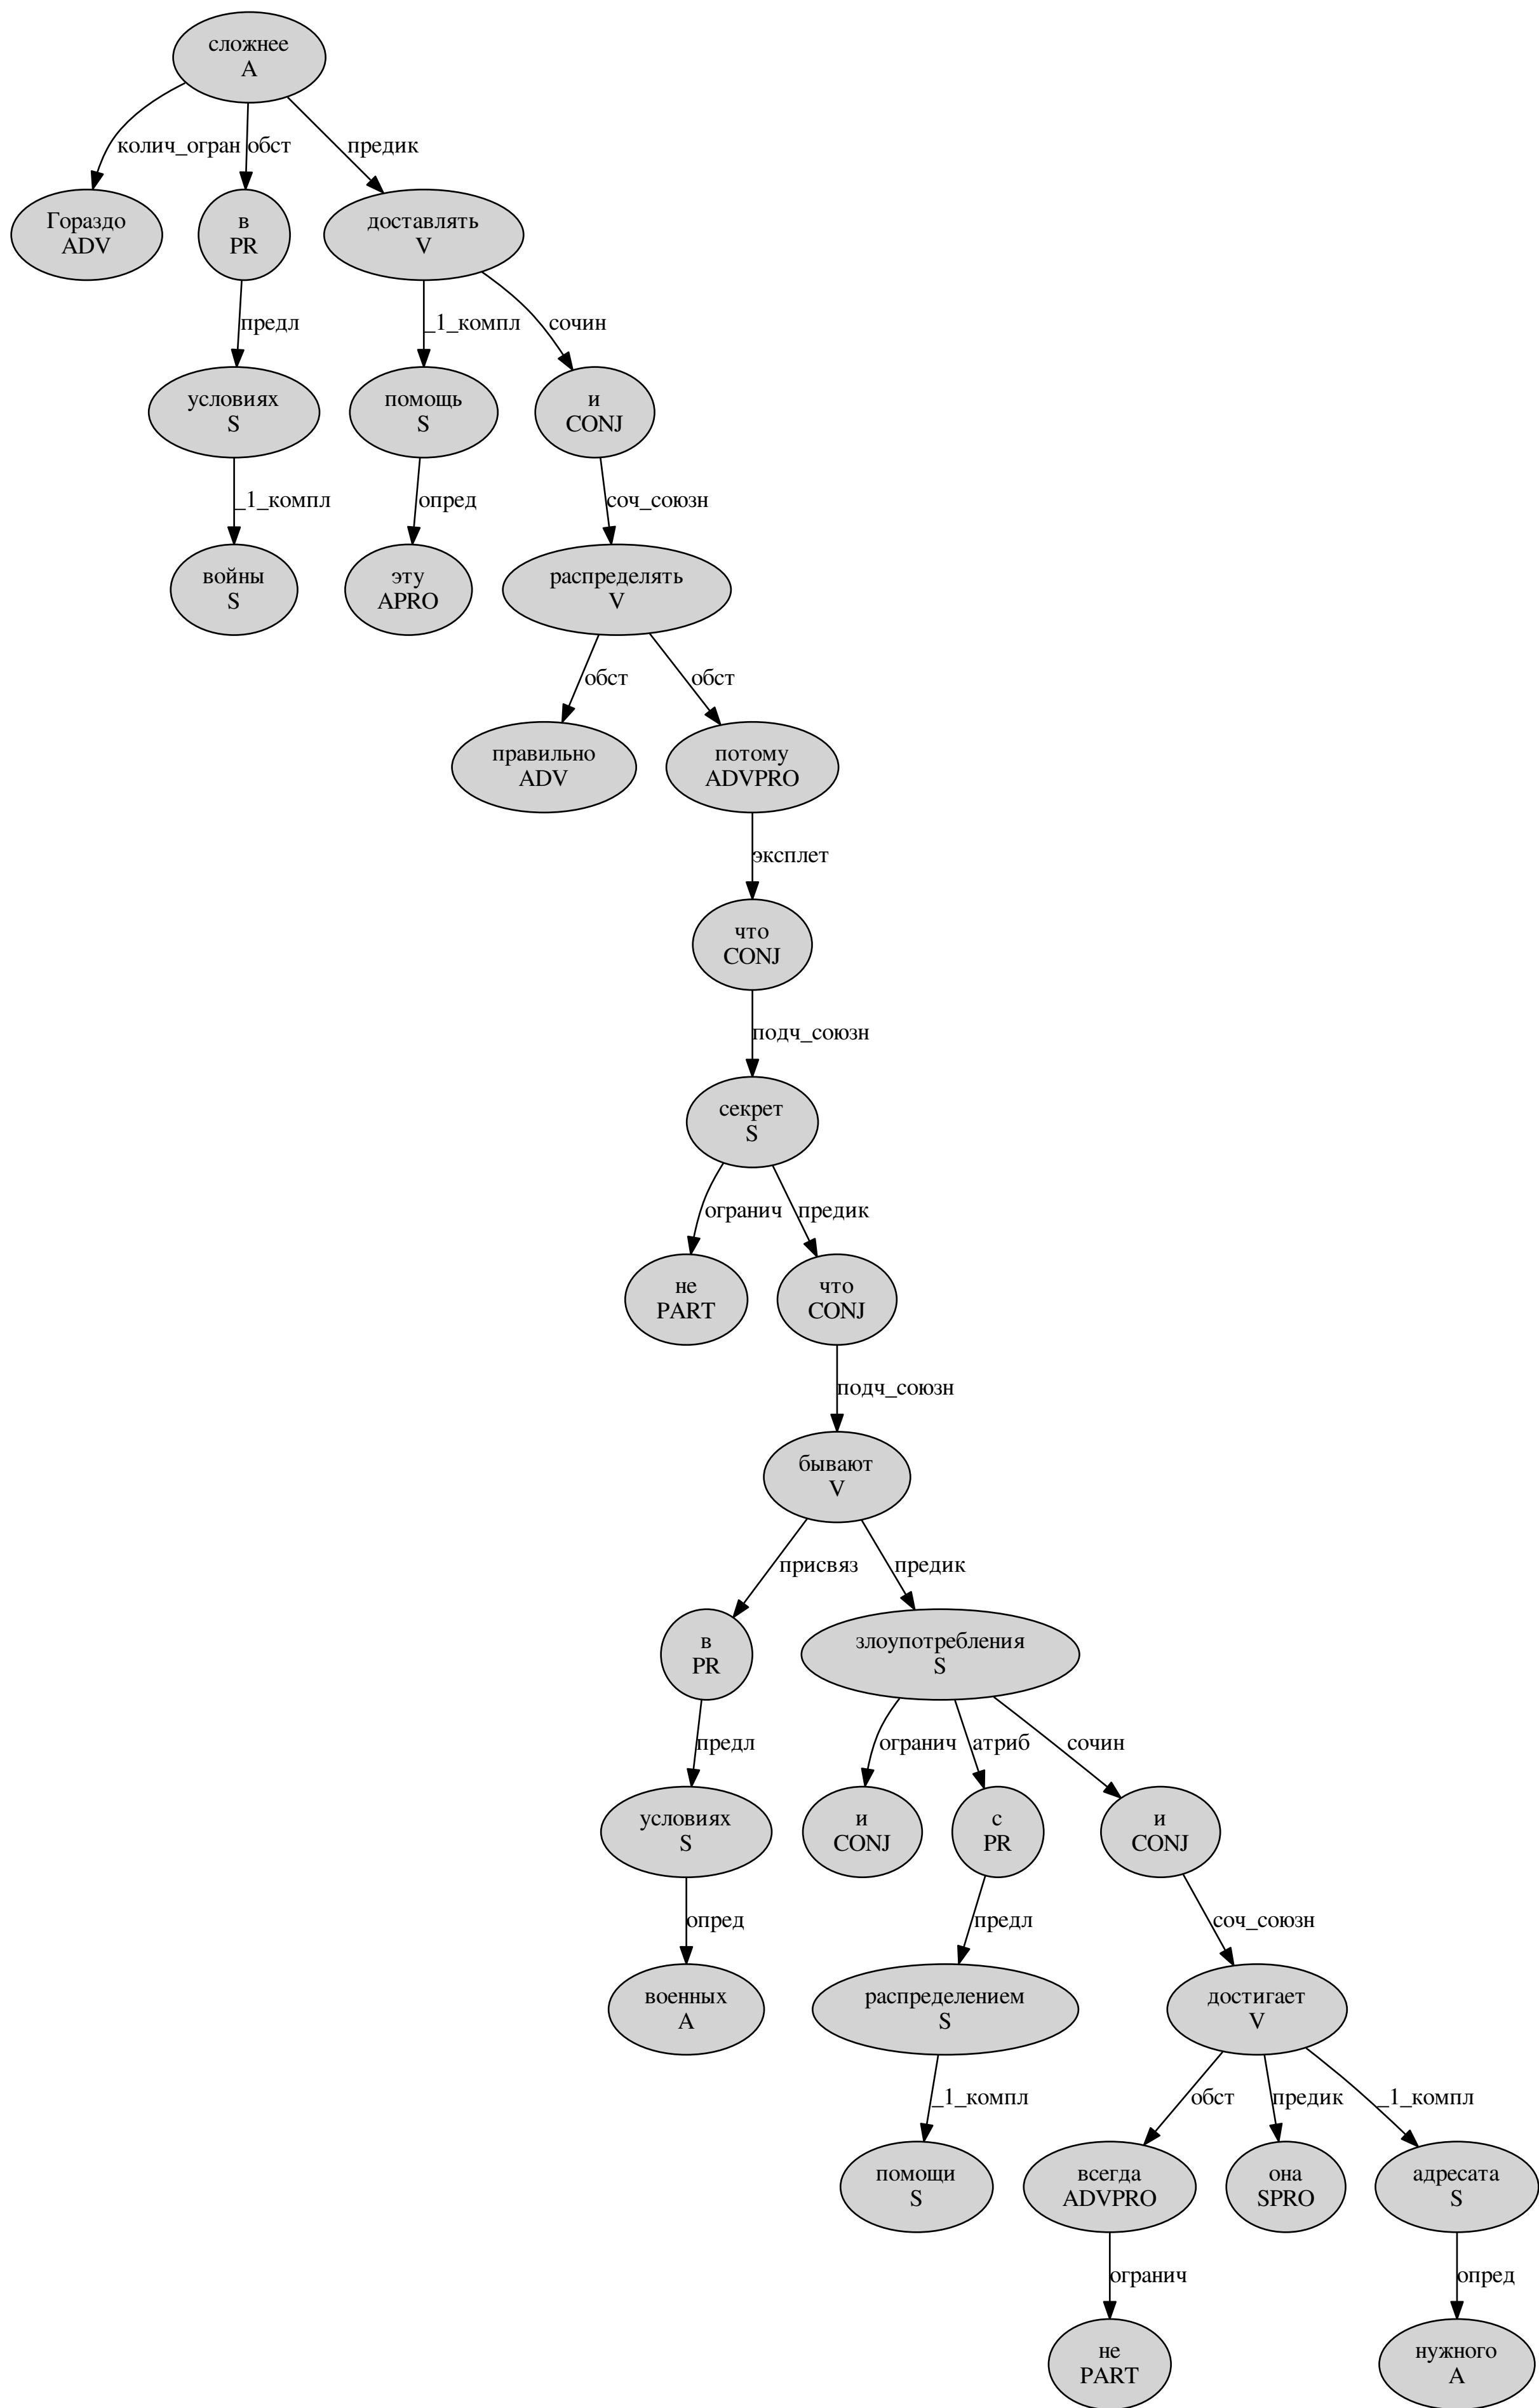 сложнее
A
колич_огран обст предик
Гораздо
ADV
в
PR
доставлять
V
предл _1_компл сочин
условиях
S
помощь
S
и
CONJ
_1_компл опред соч_союзн
войны
S
эту
APRO
распределять
V
обст обст
правильно
ADV
потому
ADVPRO
эксплет
что
CONJ
подч_союзн
секрет
S
огранич предик
не
PART
что
CONJ
подч_союзн
бывают
V
присвяз предик
в
PR
злоупотребления
S
предл огранич атриб сочин
условиях
S
и
CONJ
с
PR
и
CONJ
опред предл соч_союзн
военных
A
распределением
S
достигает
V
_1_компл обст предик _1_компл
помощи
S
всегда
ADVPRO
она
SPRO
адресата
S
огранич опред
не
PART
нужного
A